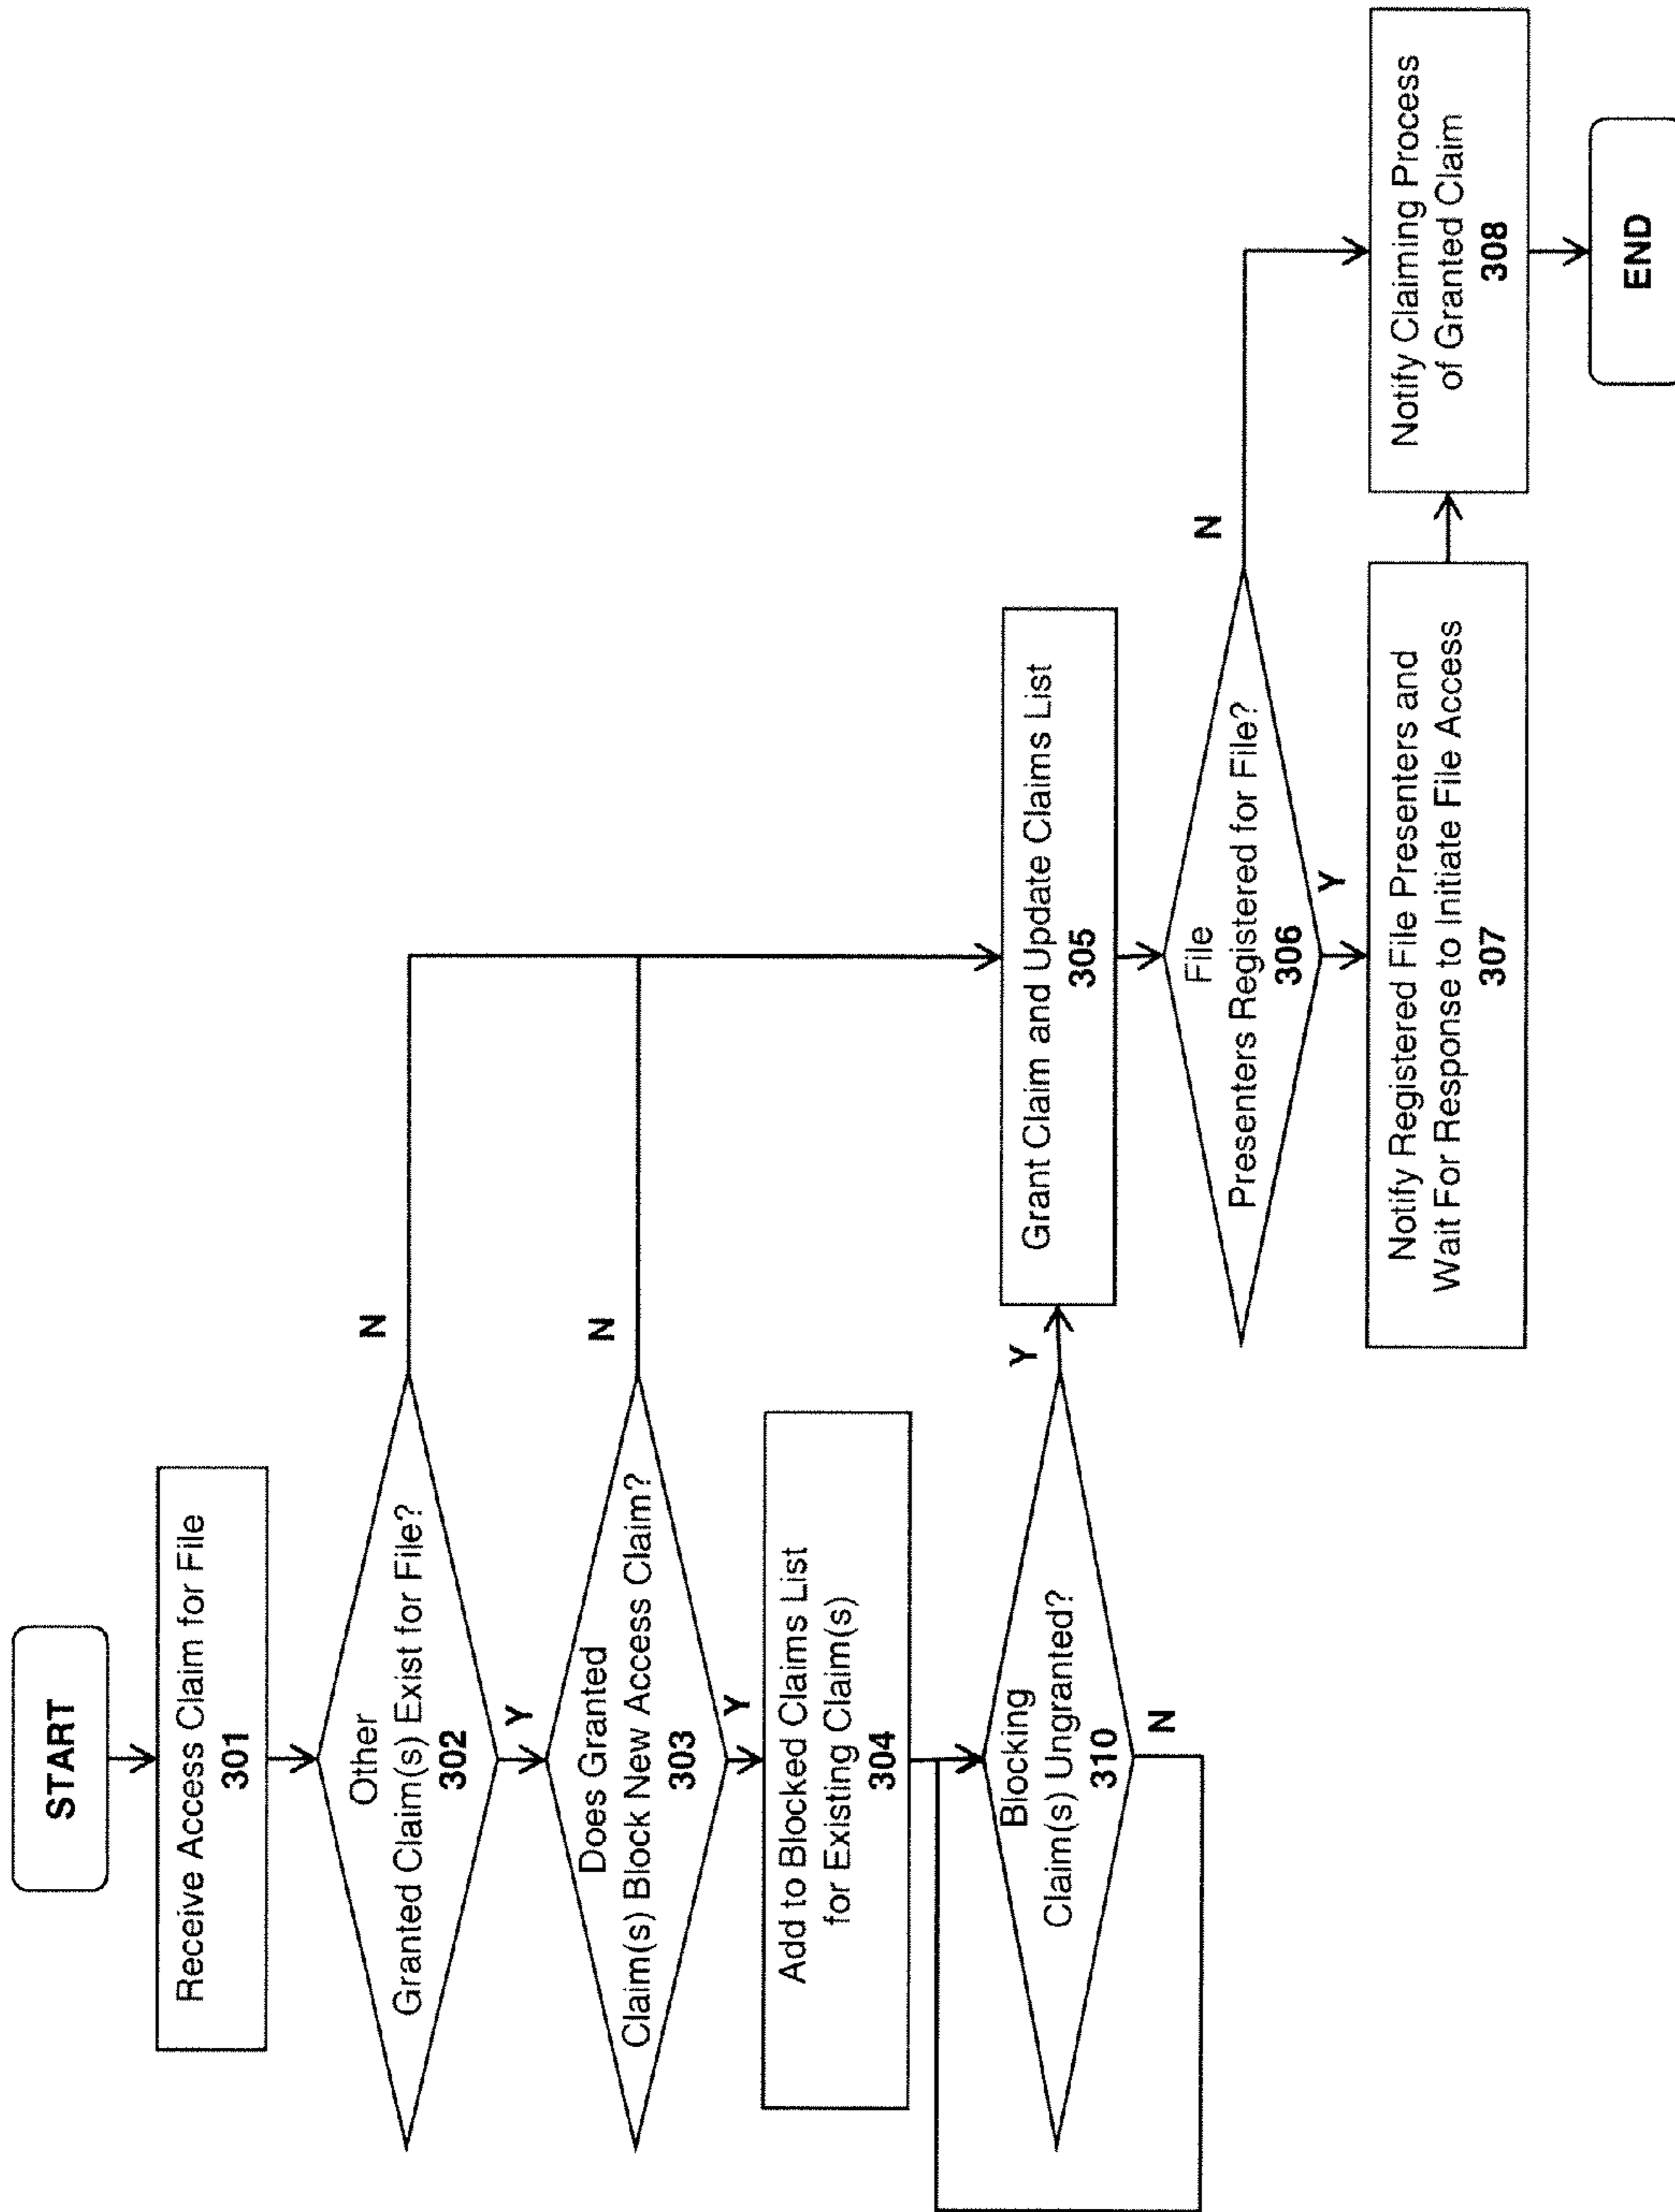 START
Receive Access Claim for File
301
Other
Granted Claim(s) Exist for File?
302
N
Y
Does Granted
Claim(s) Block New Access Claim?
303
N
Y
Add to Blocked Claims List
for Existing Claim(s)
304
Blocking
Claim(s) Ungranted?
310
Y
N
Grant Claim and Update Claims List
305
File
Presenters Registered for File?
306
N
Y
Notify Registered File Presenters and
Wait For Response to Initiate File Access
307
Notify Claiming Process
of Granted Claim
308
END